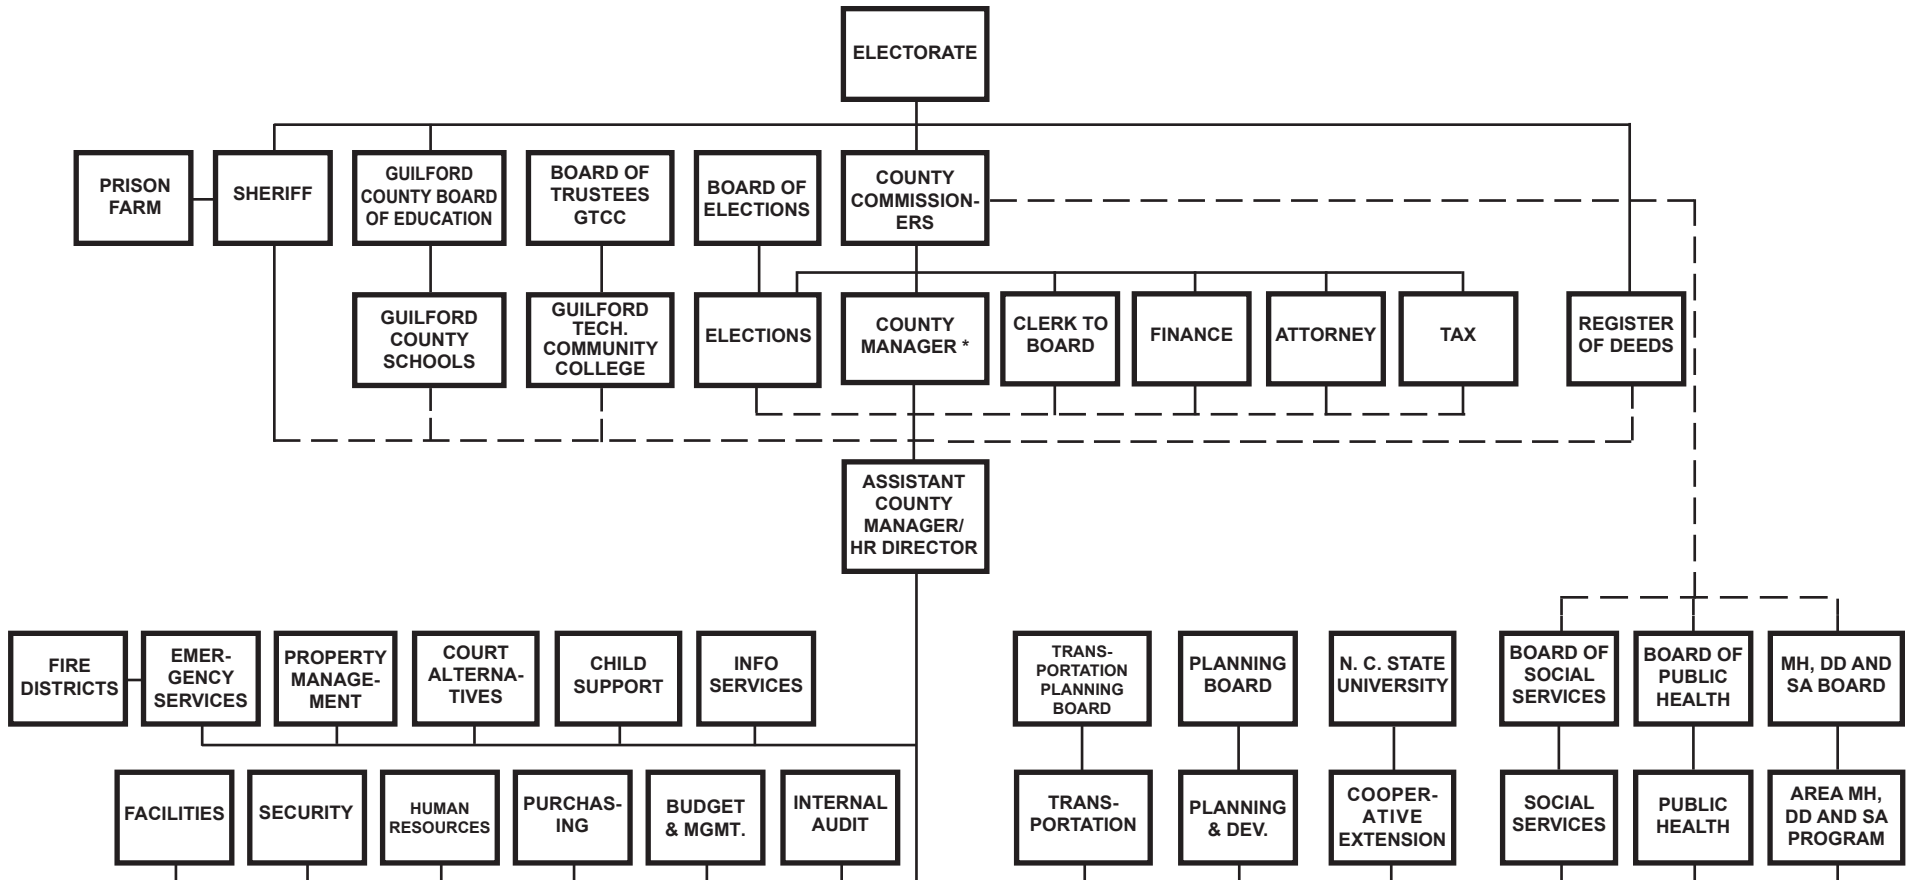 ELECTORATE
PRISON
FARM
SHERIFF
GUILFORD
COUNTY BOARD
OF EDUCATION
BOARD OF
TRUSTEES
GTCC
BOARD OF
ELECTIONS
COUNTY
COMMISSION-
ERS
GUILFORD
COUNTY
SCHOOLS
GUILFORD
TECH.
COMMUNITY
COLLEGE
ELECTIONS
COUNTY
MANAGER *
CLERK TO
BOARD
FINANCE
ATTORNEY
TAX
REGISTER
OF DEEDS
ASSISTANT
COUNTY
MANAGER/
HR DIRECTOR
FIRE
DISTRICTS
EMER-
GENCY
SERVICES
PROPERTY
MANAGE-
MENT
COURT
ALTERNA-
TIVES
CHILD
SUPPORT
INFO
SERVICES
TRANS-
PORTATION
PLANNING
BOARD
PLANNING
BOARD
N. C. STATE
UNIVERSITY
BOARD OF
SOCIAL
SERVICES
BOARD OF
PUBLIC
HEALTH
MH, DD AND
SA BOARD
FACILITIES
SECURITY
HUMAN
RESOURCES
PURCHAS-
ING
BUDGET
& MGMT.
INTERNAL
AUDIT
TRANS-
PORTATION
PLANNING
& DEV.
COOPER-
ATIVE
EXTENSION
SOCIAL
SERVICES
PUBLIC
HEALTH
AREA MH,
DD AND SA
PROGRAM